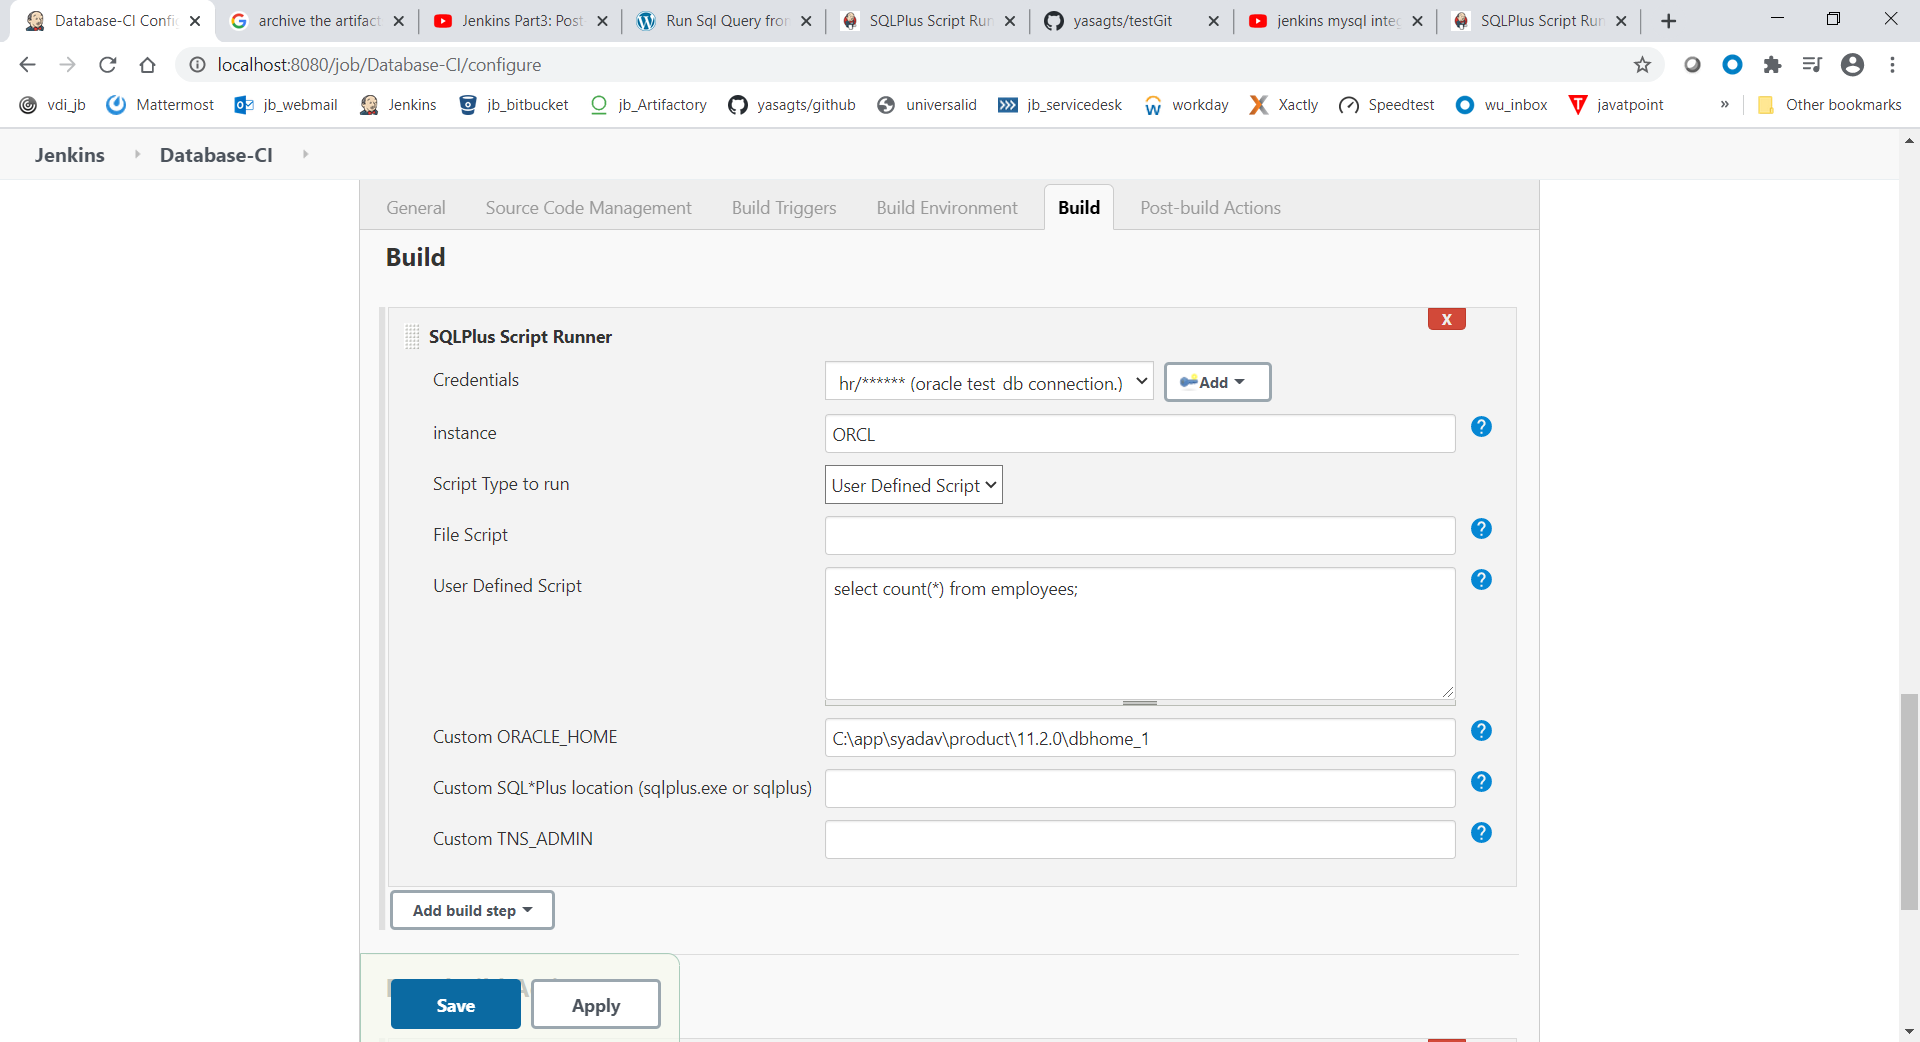 Database-CI Confi
archive the artifact
Jenkins Part3: Post
Run Sql Query fron
SQLPlus Script Run
yasagts/testGit
jenkins mysql integ
SQLPlus Script Run
localhost:8080/job/Database-CI/configure
vdi_jb Mattermost jb_webmail Jenkins jb_bitbucket jb_Artifactory yasagts/github universalid jb_servicedesk workday Xactly Speedtest wu_inbox javatpoint » Other bookmarks
Jenkins Database-CI
General Source Code Management Build Triggers Build Environment Build Post-build Actions
Build
X
SQLPlus Script Runner
Credentials hr/****** (oracle test db connection.) Add
instance ORCL
Script Type to run User Defined Script
File Script
User Defined Script select count(*) from employees;
Custom ORACLE_HOME C:\app\syadav\product\11.2.0\dbhome_1
Custom SQL*Plus location (sqlplus.exe or sqlplus)
Custom TNS_ADMIN
Add build step
Save Apply